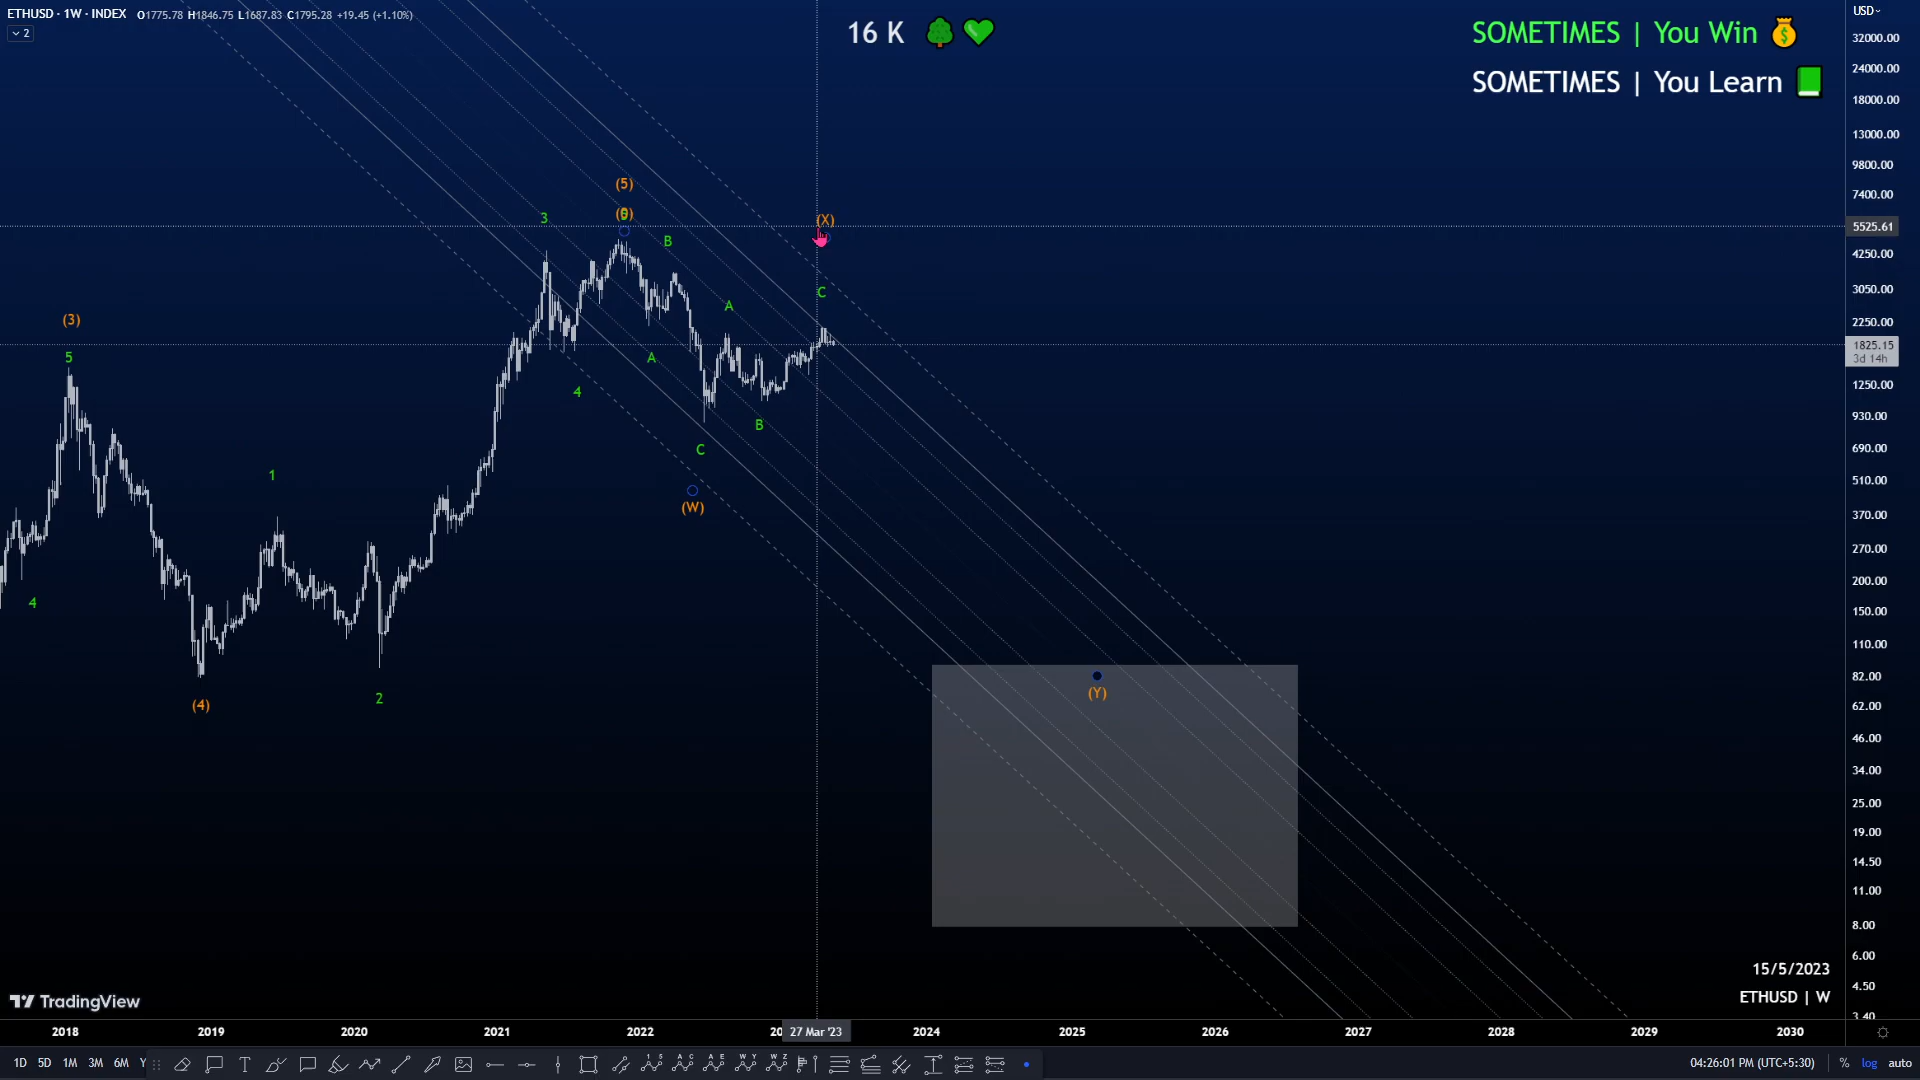 ETHUSD · 1W · INDEX O1775.78 H1846.75 L1687.83 C1795.28 +19.45 (+1.10%)
2
16 K
SOMETIMES | You Win
SOMETIMES | You Learn
USD
32000.00
24000.00
18000.00
13000.00
9800.00
7400.00
5525.61
4250.00
3050.00
2250.00
1825.15
3d 14h
1250.00
930.00
690.00
510.00
370.00
270.00
200.00
150.00
110.00
82.00
62.00
46.00
34.00
25.00
19.00
14.50
11.00
8.00
6.00
4.50
3.40
(5)
3
B
(X)
C
A
(3)
5
A
4
B
C
1
(W)
4
(4)
2
(Y)
15/5/2023
ETHUSD | W
TradingView
2018 2019 2020 2021 2022 27 Mar '23 2024 2025 2026 2027 2028 2029 2030
1D 5D 1M 3M 6M
04:26:01 PM (UTC+5:30) % log auto